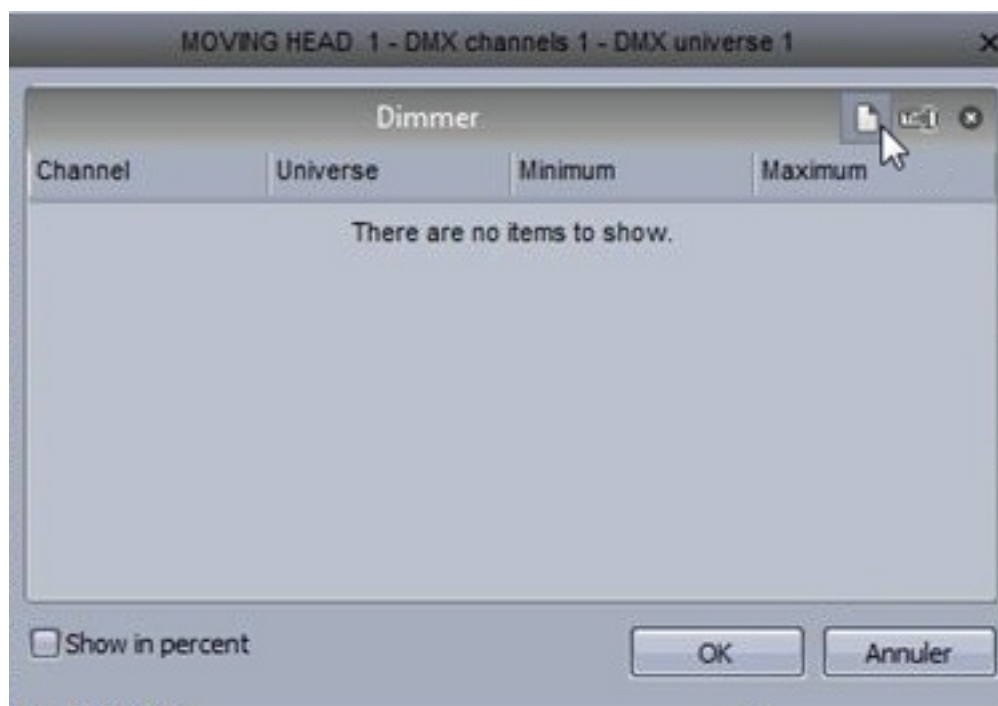 MOVING HEAD 1 - DMX channels 1 - DMX universe 1
Dimmer
Channel Universe Minimum Maximum
There are no items to show.
Show in percent
OK Annuler